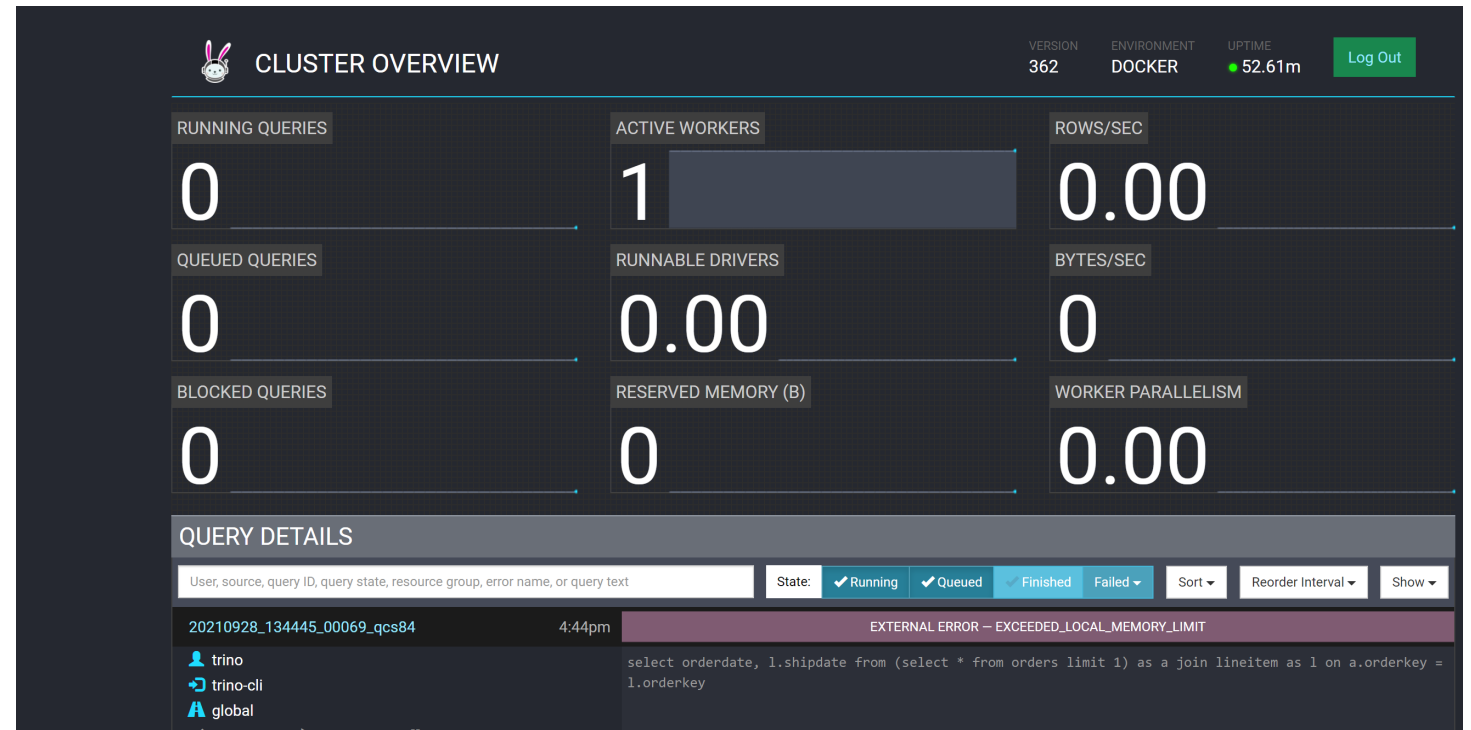 CLUSTER OVERVIEW
VERSION
362
ENVIRONMENT
DOCKER
UPTIME
52.61m
Log Out
RUNNING QUERIES
0
ACTIVE WORKERS
1
ROWS/SEC
0.00
QUEUED QUERIES
0
RUNNABLE DRIVERS
0.00
BYTES/SEC
0
BLOCKED QUERIES
0
RESERVED MEMORY (B)
0
WORKER PARALLELISM
0.00
QUERY DETAILS
User, source, query ID, query state, resource group, error name, or query text
State:
Running
Queued
Finished
Failed
Sort
Reorder Interval
Show
20210928_134445_00069_qcs84
4:44pm
EXTERNAL ERROR — EXCEEDED_LOCAL_MEMORY_LIMIT
trino
trino-cli
global
select orderdate, l.shipdate from (select * from orders limit 1) as a join lineitem as l on a.orderkey =
l.orderkey